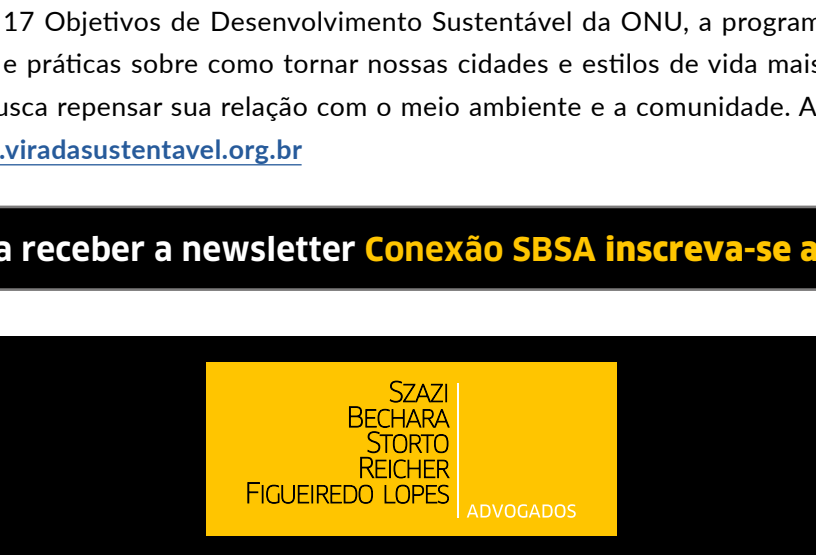 17 Objetivos de Desenvolvimento Sustentável da ONU, a program
e práticas sobre como tornar nossas cidades e estilos de vida mais
usca repensar sua relação com o meio ambiente e a comunidade. A
.viradasustentavel.org.br
a receber a newsletter Conexão SBSA inscreva-se a
SZAZI
BECHARA
STORTO
REICHER
FIGUEIREDO LOPES
ADVOGADOS